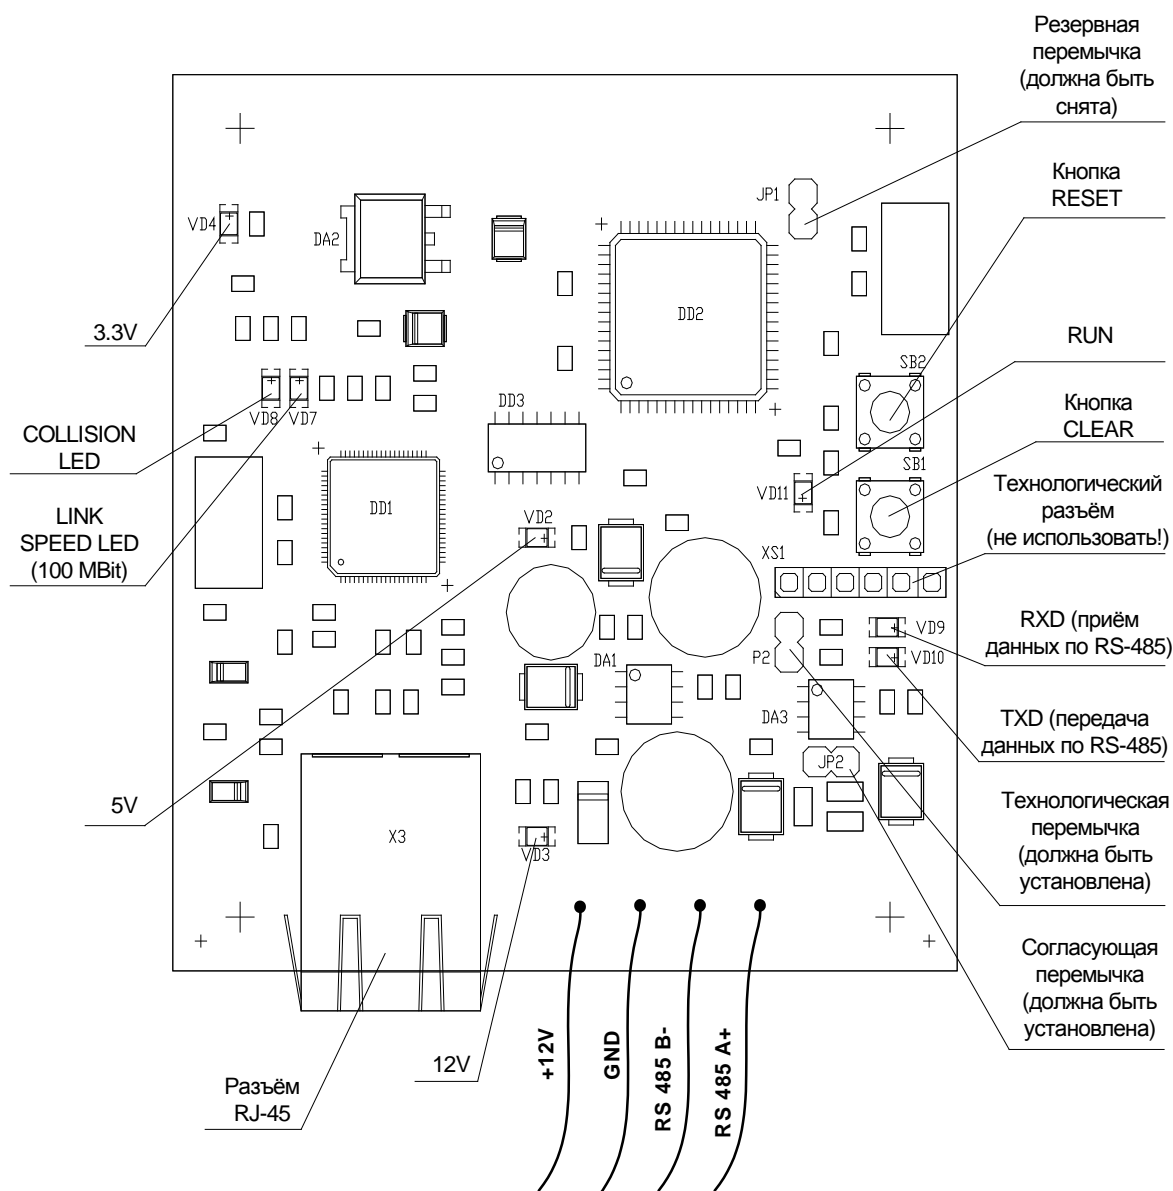 Резервная
перемычка
(должна быть
снята)
Кнопка
RESET
JP1
VD4
DA2
DD2
3.3V
RUN
SB2
DD3
VD8
VD7
Кнопка
CLEAR
COLLISION
LED
SB1
VD11
Технологический
разъём
(не использовать!)
DD1
VD2
LINK
SPEED LED
(100 MBit)
XS1
RXD (приём
данных по RS-485)
VD9
VD10
P2
DA1
DA3
TXD (передача
данных по RS-485)
JP2
5V
X3
VD3
Технологическая
перемычка
(должна быть
установлена)
Согласующая
перемычка
(должна быть
установлена)
+12V
GND
RS 485 B-
RS 485 A+
12V
Разъём
RJ-45